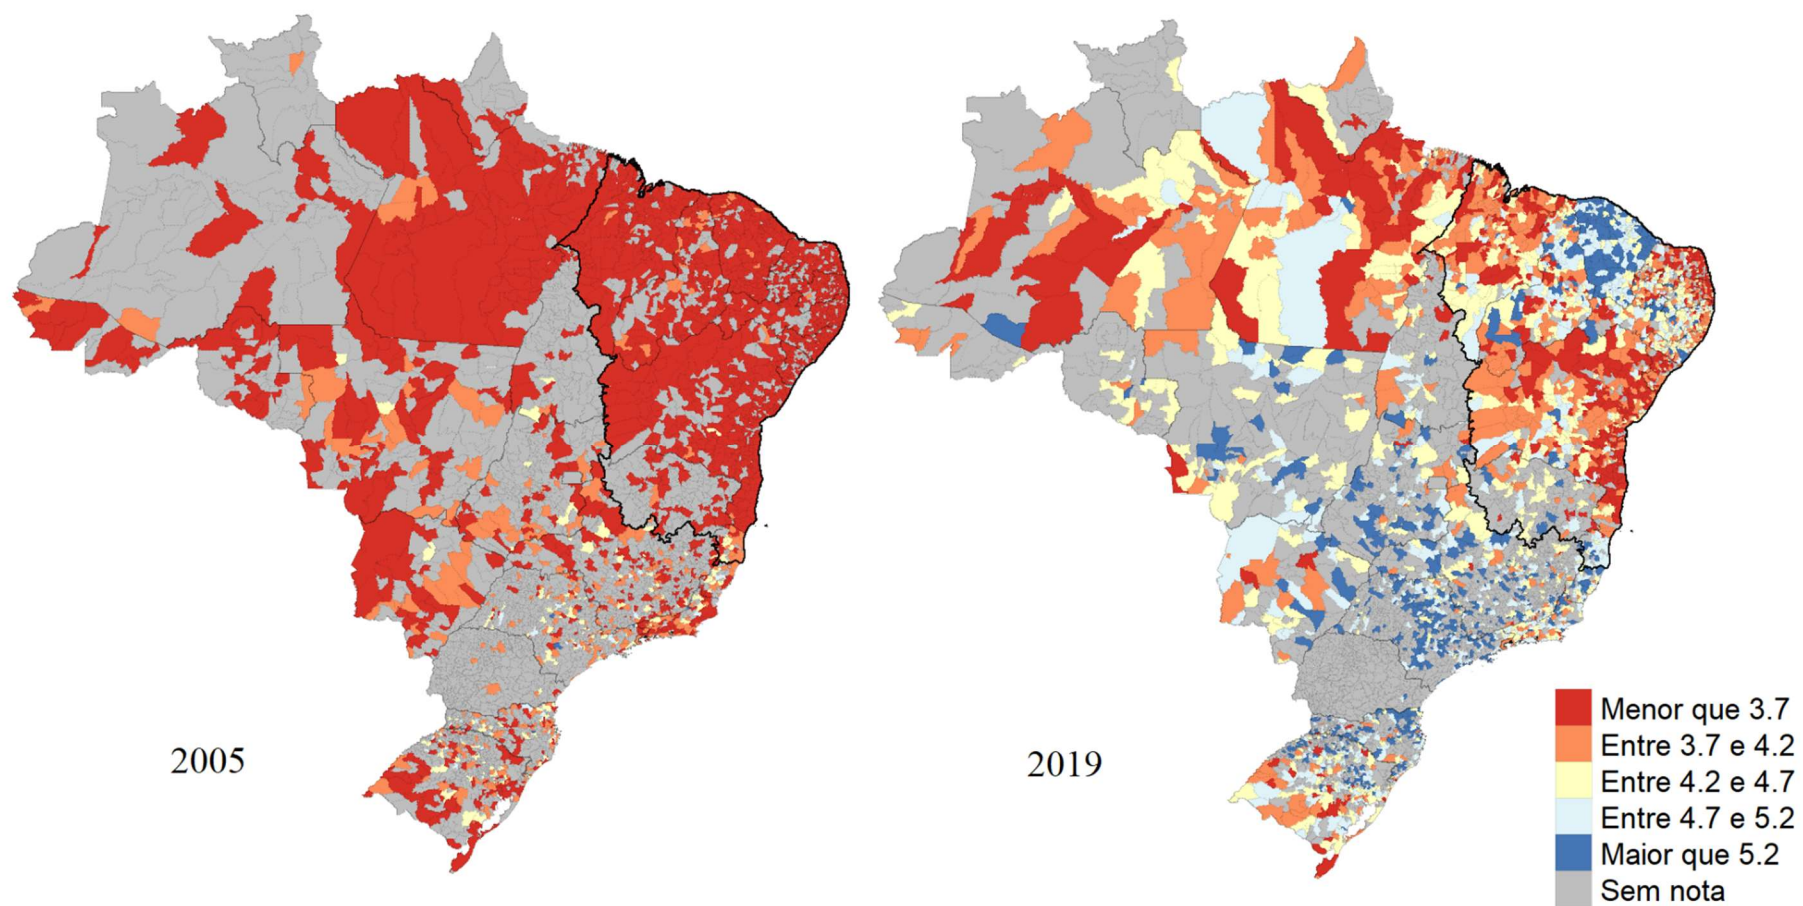 2005
2019
Menor que 3.7
Entre 3.7 e 4.2
Entre 4.2 e 4.7
Entre 4.7 e 5.2
Maior que 5.2
Sem nota